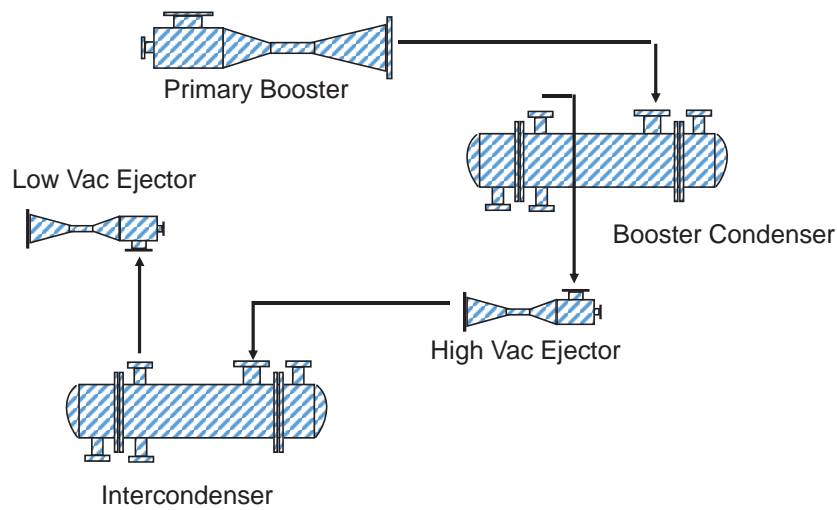 Primary Booster
Low Vac Ejector
Booster Condenser
High Vac Ejector
Intercondenser